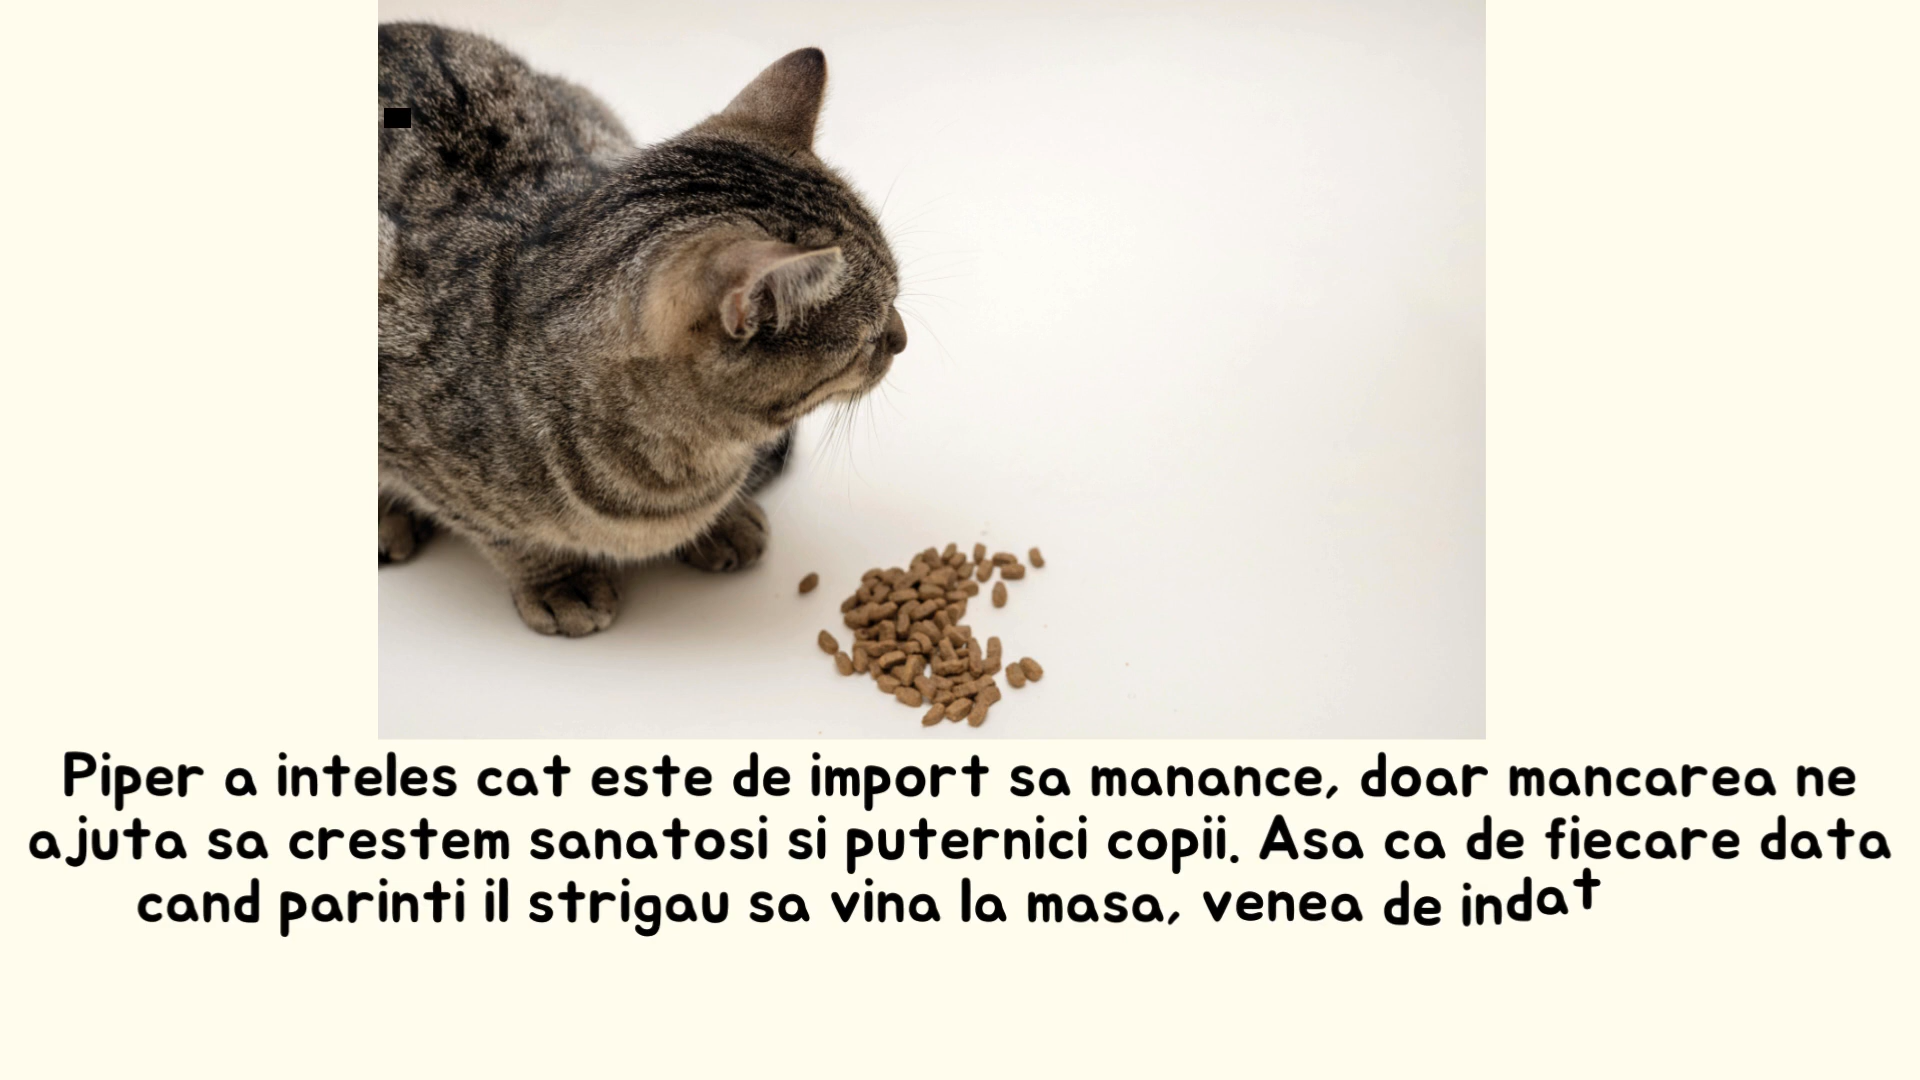 Piper a inteles cat este de import sa manance, doar mancarea ne
ajuta sa crestem sanatosi si puternici copii. Asa ca de fiecare data
cand parinti il strigau sa vina la masa, venea de indat